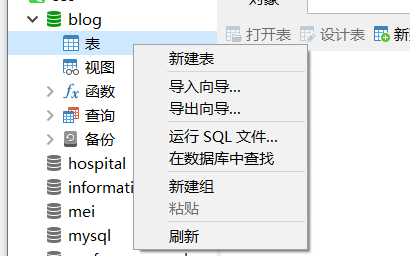 对象
blog
打开表 设计表
表
新建表
视图
导入向导...
函数
导出向导...
查询
运行 SQL 文件...
备份
在数据库中查找
hospital
新建组
mei
粘贴
mysql
刷新